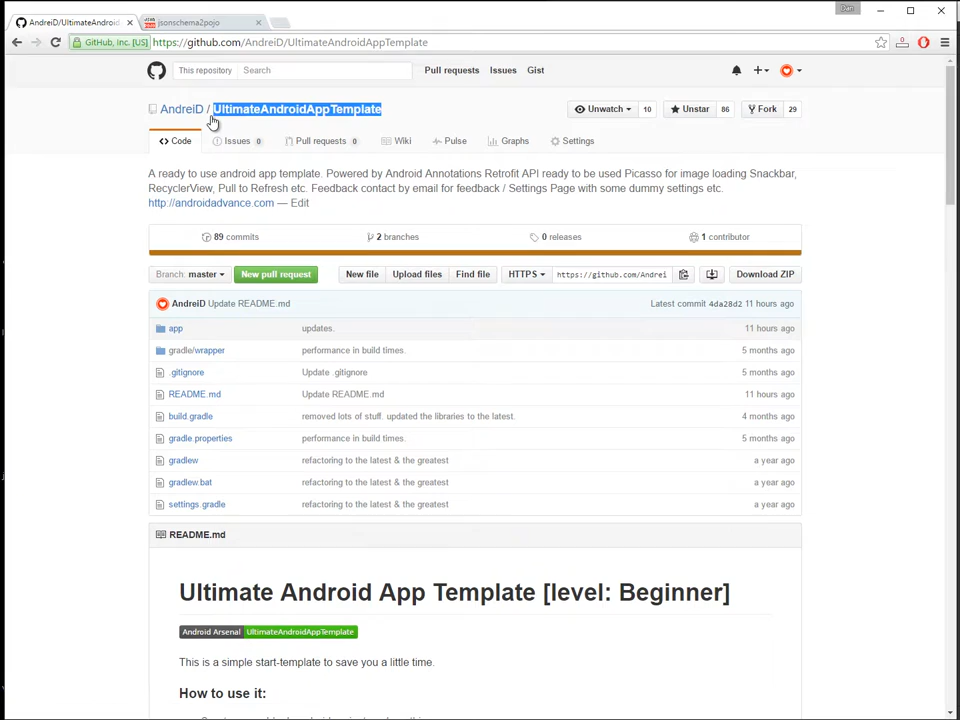 Dan
AndreiD/UltimateAndroid
jsonschema2pojo
GitHub, Inc. [US] https://github.com/AndreiD/UltimateAndroidAppTemplate
This repository Search Pull requests Issues Gist
AndreiD / UltimateAndroidAppTemplate Unwatch 10 Unstar 86 Fork 29
Code Issues 0 Pull requests 0 Wiki Pulse Graphs Settings
A ready to use android app template. Powered by Android Annotations Retrofit API ready to be used Picasso for image loading Snackbar,
RecyclerView, Pull to Refresh etc. Feedback contact by email for feedback / Settings Page with some dummy settings etc.
http://androidadvance.com — Edit
89 commits 2 branches 0 releases 1 contributor
Branch: master New pull request New file Upload files Find file HTTPS https://github.com/Andrei Download ZIP
AndreiD Update README.md Latest commit 4da28d2 11 hours ago
app updates. 11 hours ago
gradle/wrapper performance in build times. 5 months ago
.gitignore Update .gitignore 5 months ago
README.md Update README.md 11 hours ago
build.gradle removed lots of stuff. updated the libraries to the latest. 4 months ago
gradle.properties performance in build times. 5 months ago
gradlew refactoring to the latest & the greatest a year ago
gradlew.bat refactoring to the latest & the greatest a year ago
settings.gradle refactoring to the latest & the greatest a year ago
README.md
Ultimate Android App Template [level: Beginner]
Android Arsenal UltimateAndroidAppTemplate
This is a simple start-template to save you a little time.
How to use it: